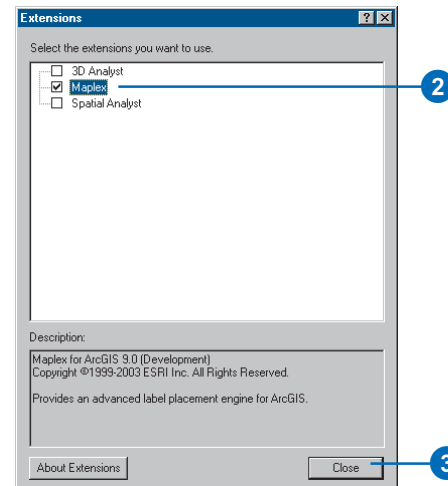 Extensions
Select the extensions you want to use.
3D Analyst
Maplex
2
Spatial Analyst
Description:
Maplex for ArcGIS 9.0 (Development)
Copyright ©1999-2003 ESRI Inc. All Rights Reserved.
Provides an advanced label placement engine for ArcGIS.
About Extensions
Close
3